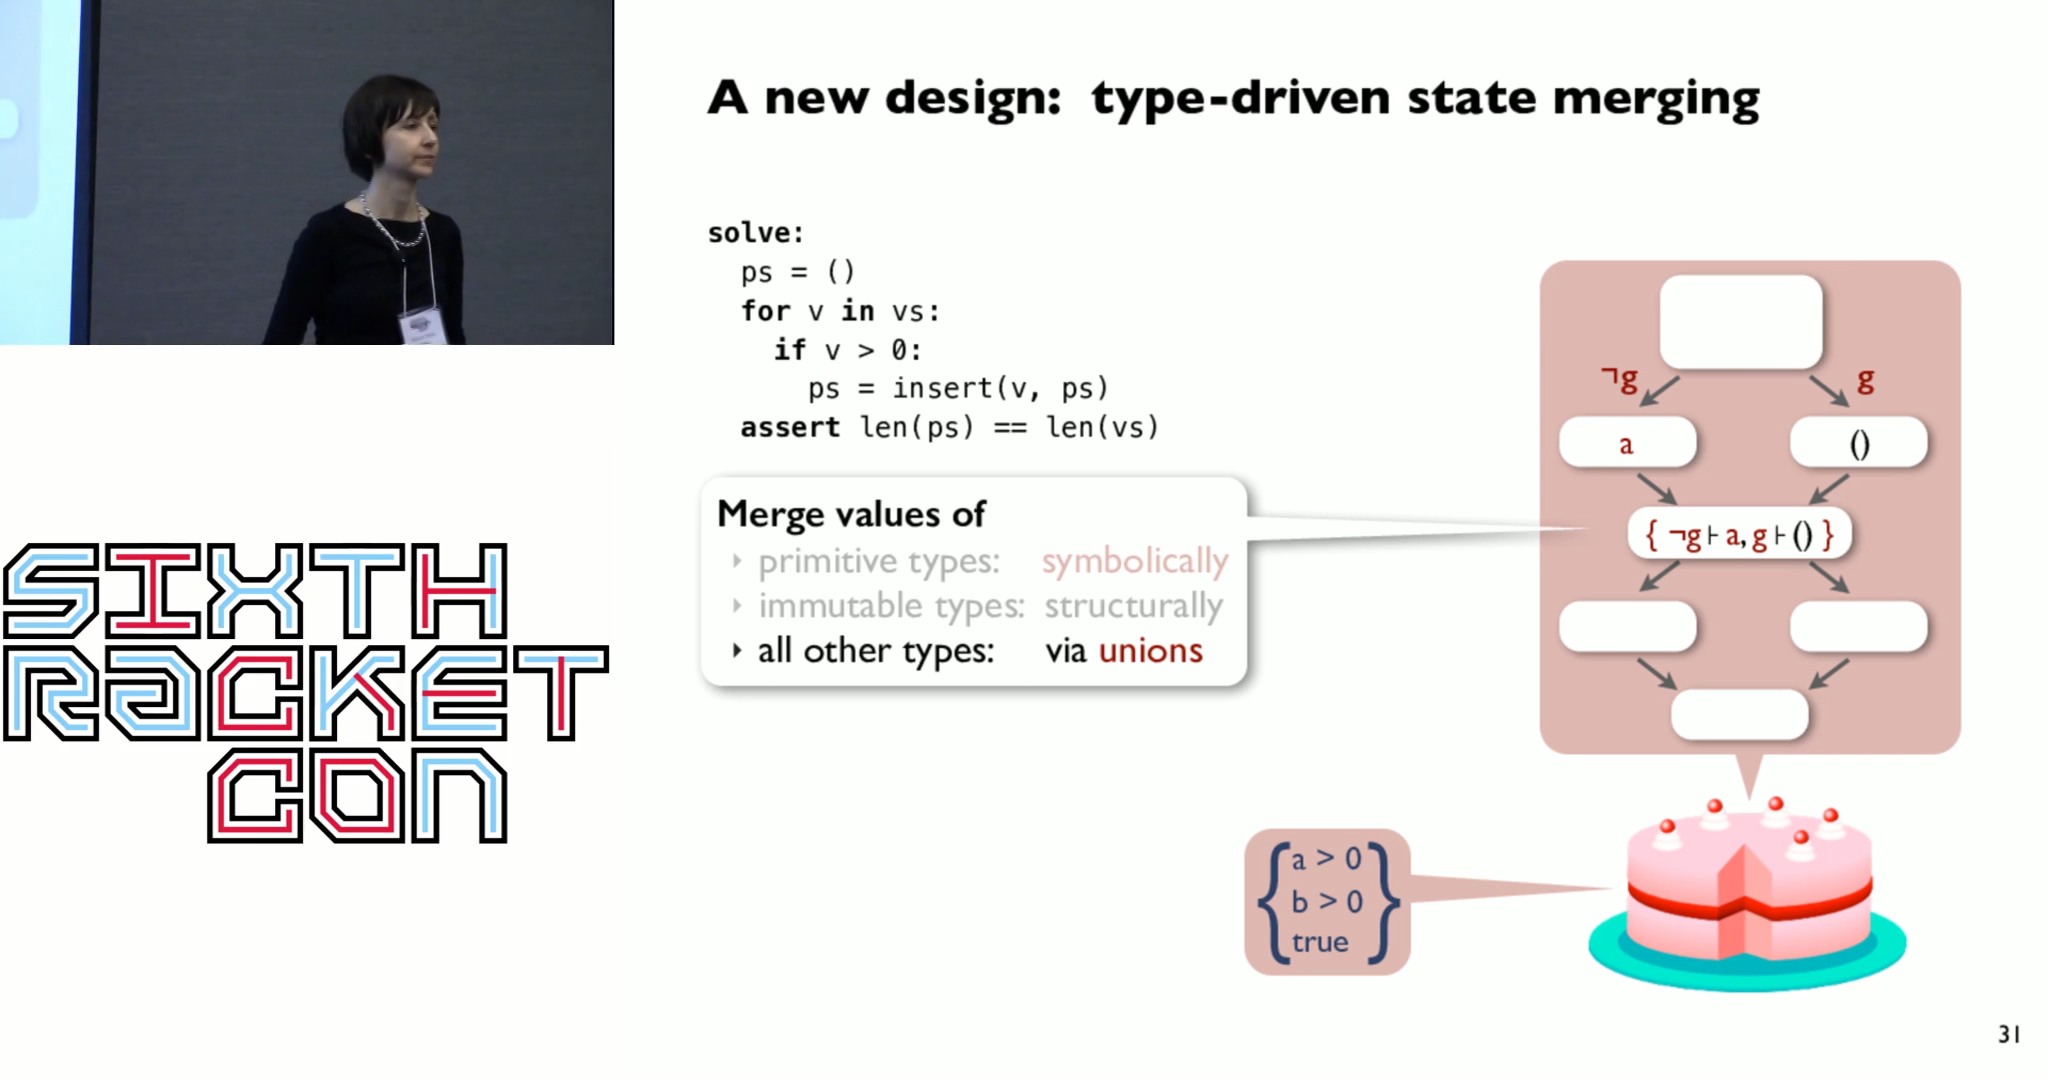 A new design: type-driven state merging
solve:
ps = ()
for v in vs:
if v > 0:
ps = insert(v, ps)
assert len(ps) == len(vs)
Merge values of
‣ primitive types: symbolically
‣ immutable types: structurally
‣ all other types: via unions
¬g
g
a
()
{ ¬g ⊦ a, g ⊦ () }
a > 0
b > 0
true
SIXTH
RACKET
CON
31